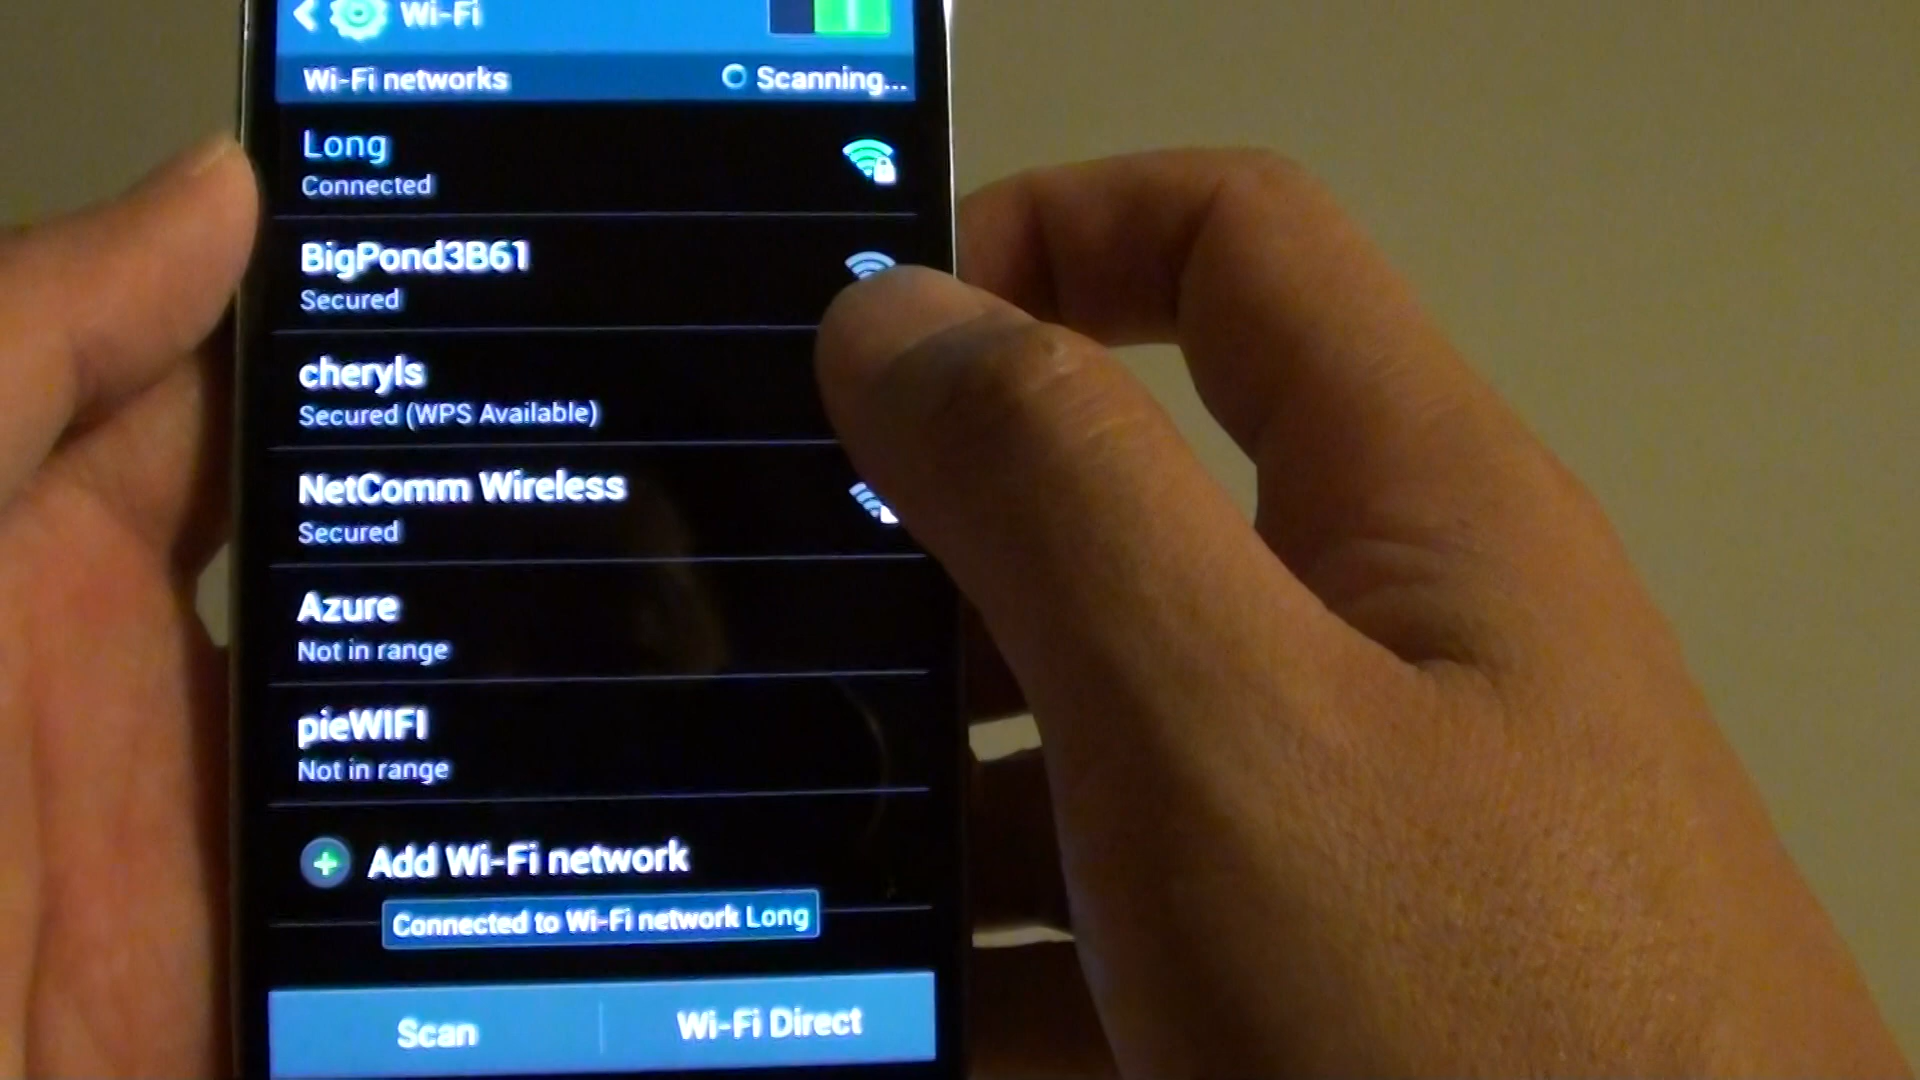 Wi-Fi
Wi-Fi networks
Scanning...
Long
Connected
BigPond3B61
Secured
cheryls
Secured (WPS Available)
NetComm Wireless
Secured
Azure
Not in range
pieWIFI
Not in range
Add Wi-Fi network
Connected to Wi-Fi network Long
Scan
Wi-Fi Direct